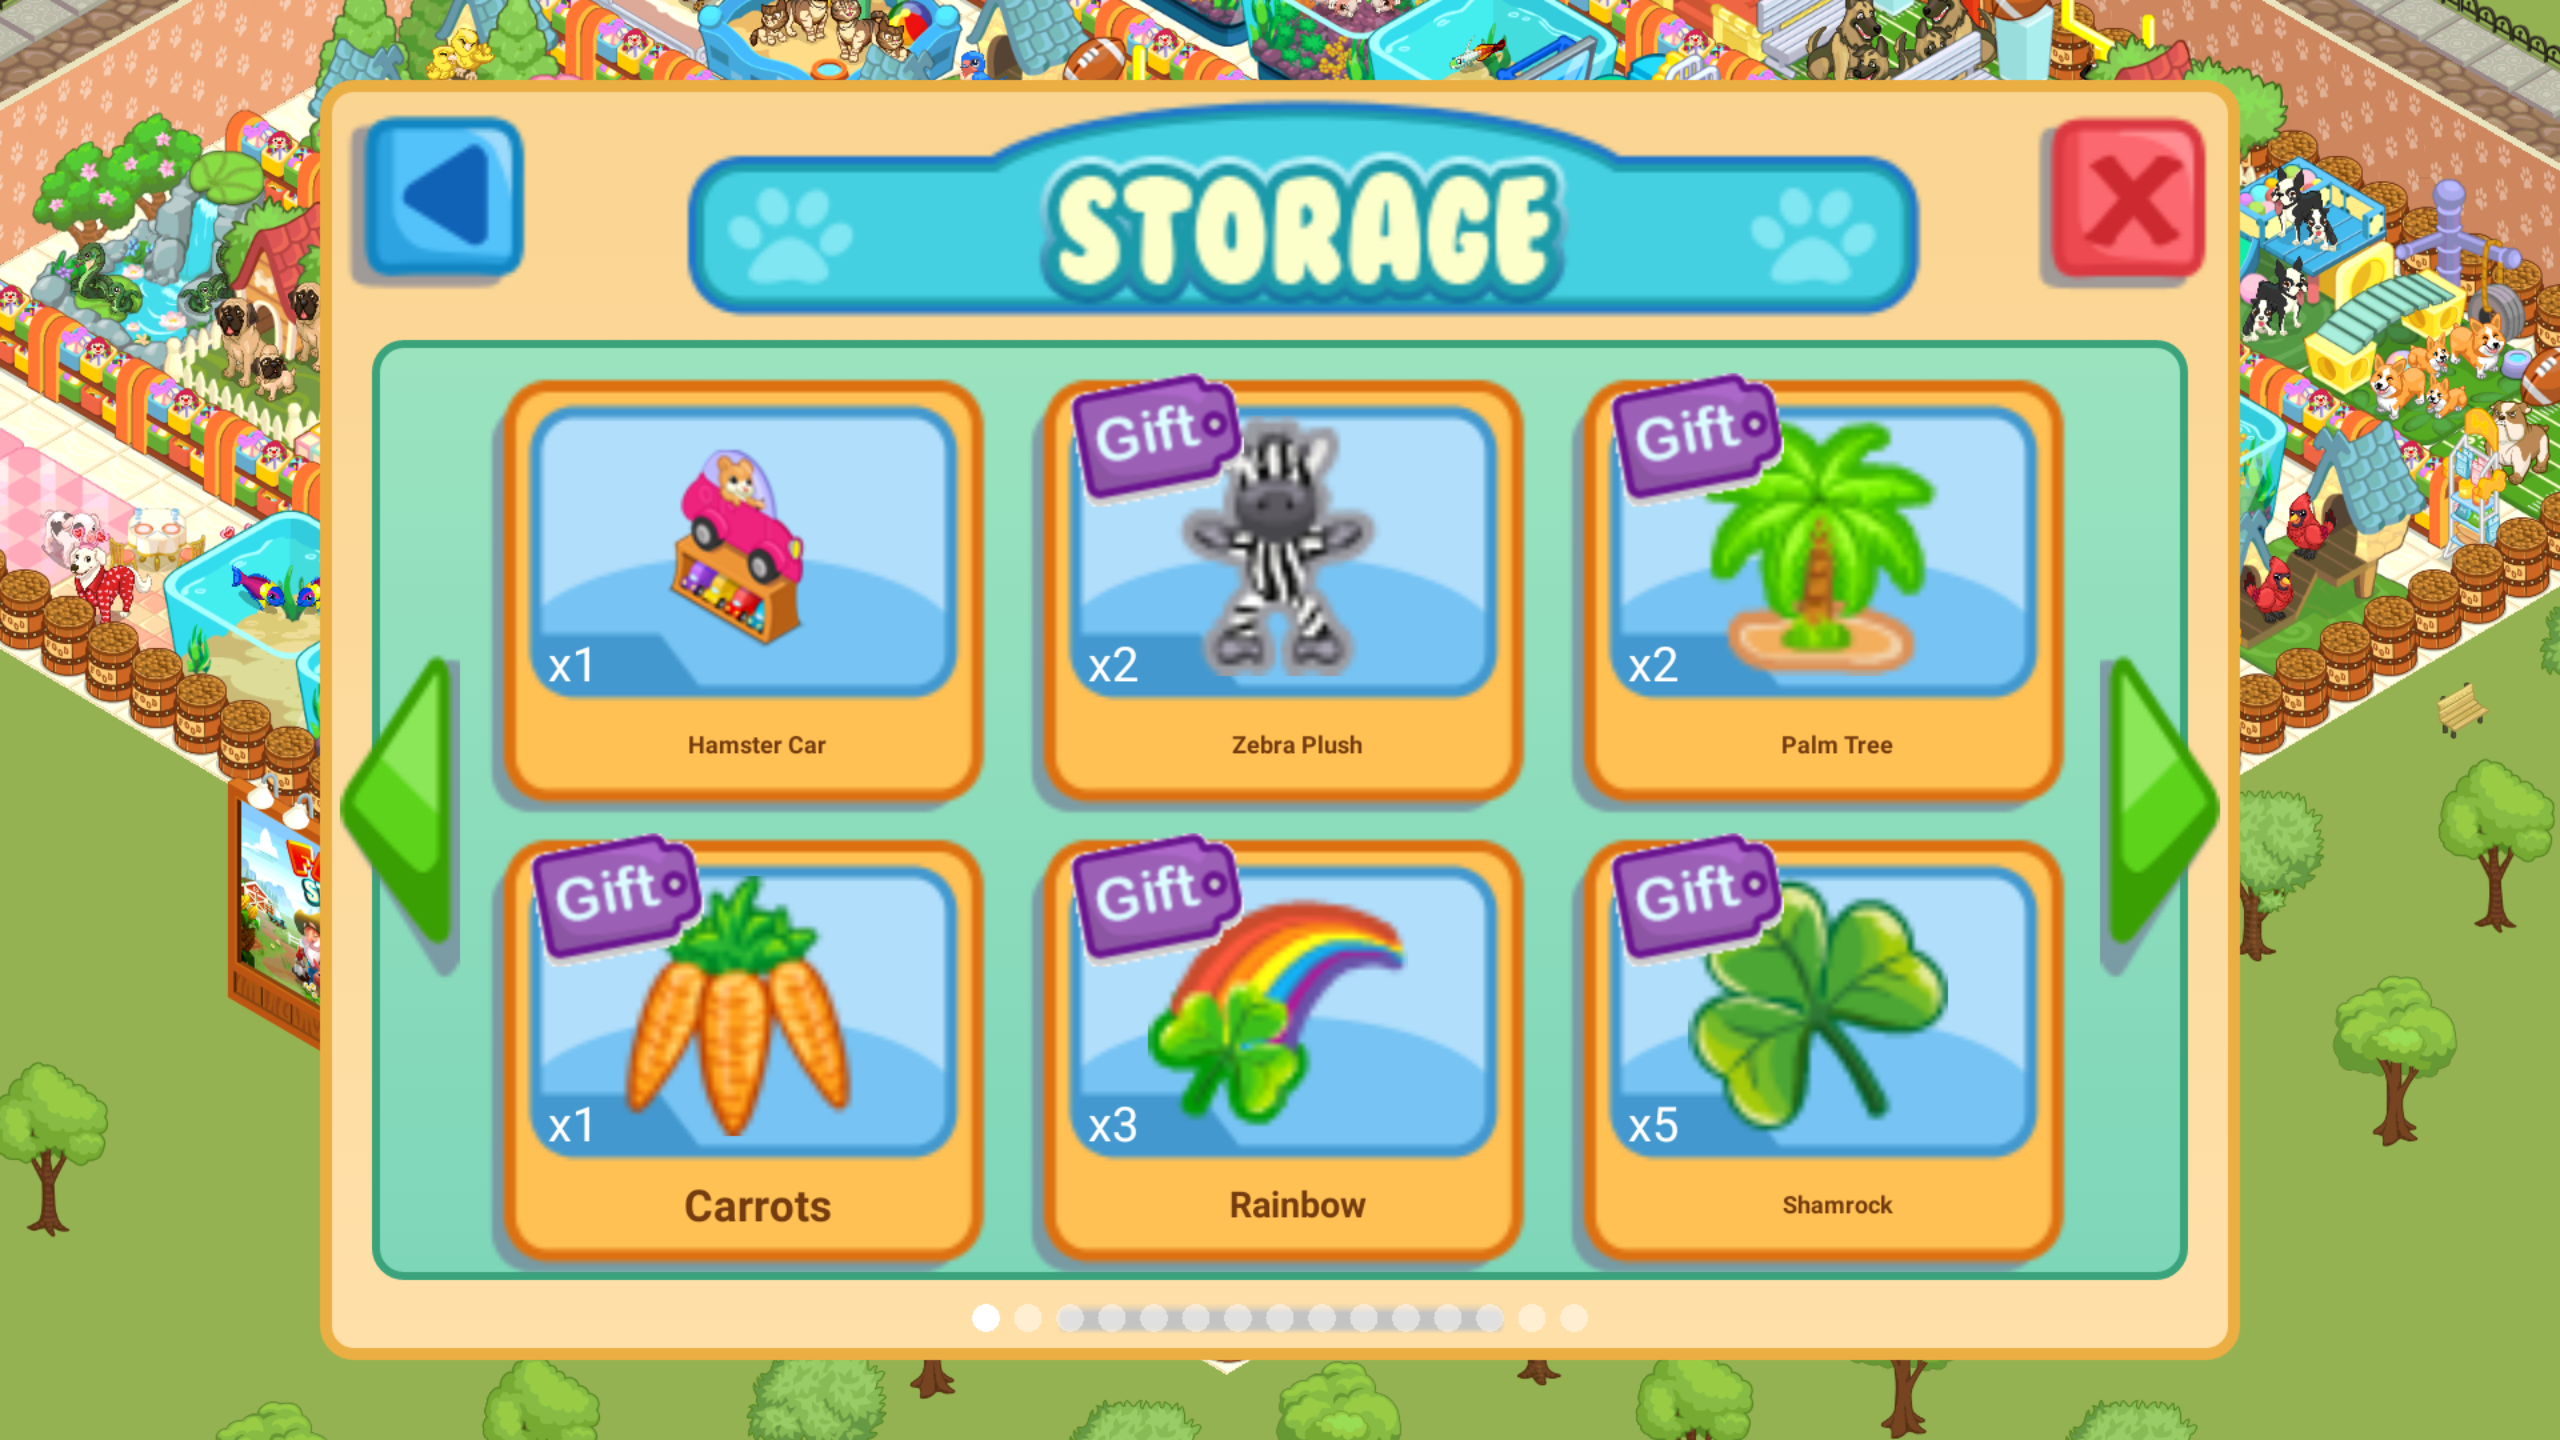 STORAGE
x1
Hamster Car
Gift
x2
Zebra Plush
Gift
x2
Palm Tree
Gift
x1
Carrots
Gift
x3
Rainbow
Gift
x5
Shamrock